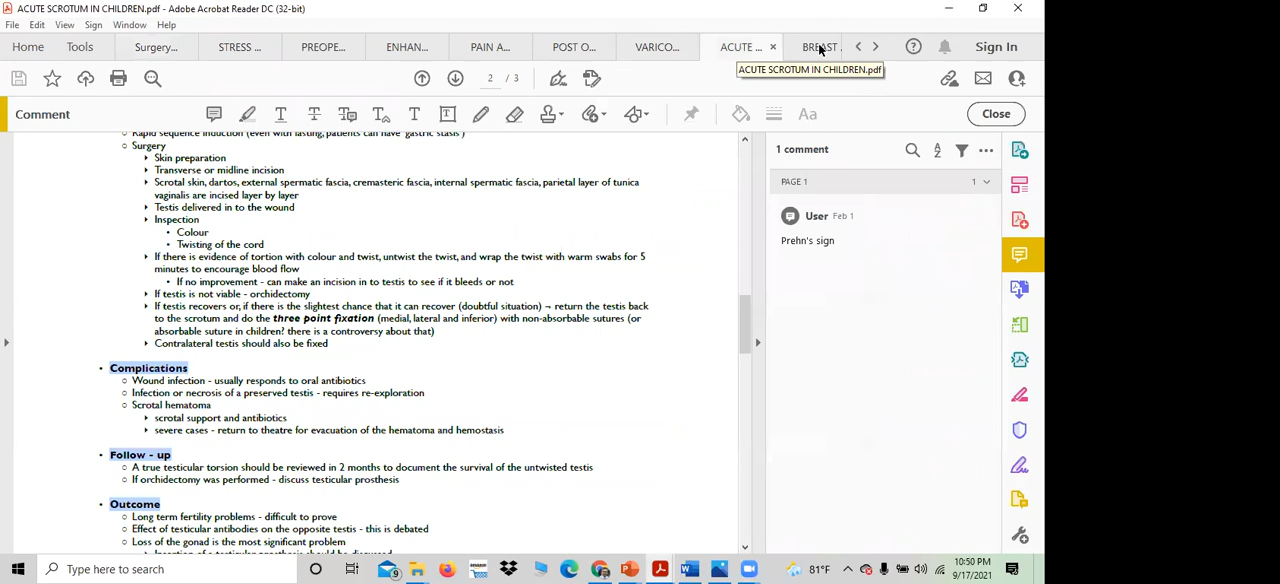 ACUTE SCROTUM IN CHILDREN.pdf - Adobe Acrobat Reader DC (32-bit)
File Edit View Sign Window Help
Home Tools Surgery... STRESS ... PREOPE... ENHAN... PAIN A... POST O... VARICO... ACUTE ... BREAST . Sign In
ACUTE SCROTUM IN CHILDREN.pdf
2 / 3
Comment Close
Rapid sequence induction (even with fasting, patients can have gastric stasis)
Surgery
Skin preparation
Transverse or midline incision
Scrotal skin, dartos, external spermatic fascia, cremasteric fascia, internal spermatic fascia, parietal layer of tunica
vaginalis are incised layer by layer
Testis delivered in to the wound
Inspection
Colour
Twisting of the cord
If there is evidence of tortion with colour and twist, untwist the twist, and wrap the twist with warm swabs for 5
minutes to encourage blood flow
If no improvement - can make an incision in to testis to see if it bleeds or not
If testis is not viable - orchidectomy
If testis recovers or, if there is the slightest chance that it can recover (doubtful situation) ¬ return the testis back
to the scrotum and do the three point fixation (medial, lateral and inferior) with non-absorbable sutures (or
absorbable suture in children? there is a controversy about that)
Contralateral testis should also be fixed
Complications
Wound infection - usually responds to oral antibiotics
Infection or necrosis of a preserved testis - requires re-exploration
Scrotal hematoma
scrotal support and antibiotics
severe cases - return to theatre for evacuation of the hematoma and hemostasis
Follow - up
A true testicular torsion should be reviewed in 2 months to document the survival of the untwisted testis
If orchidectomy was performed - discuss testicular prosthesis
Outcome
Long term fertility problems - difficult to prove
Effect of testicular antibodies on the opposite testis - this is debated
Loss of the gonad is the most significant problem
Insertion of a testicular prosthesis should be discussed
1 comment
PAGE 1 1
User Feb 1
Prehn's sign
Type here to search
9
81°F
10:50 PM
9/17/2021